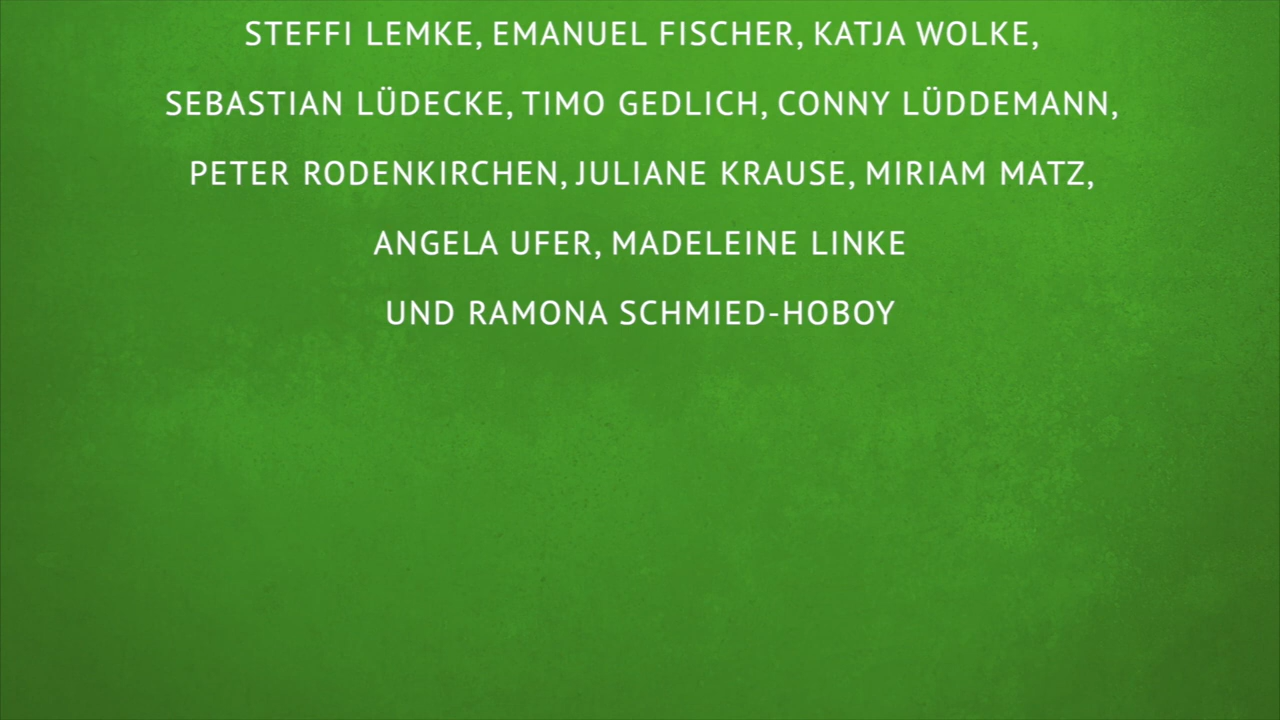 STEFFI LEMKE, EMANUEL FISCHER, KATJA WOLKE,
SEBASTIAN LÜDECKE, TIMO GEDLICH, CONNY LÜDDEMANN,
PETER RODENKIRCHEN, JULIANE KRAUSE, MIRIAM MATZ,
ANGELA UFER, MADELEINE LINKE
UND RAMONA SCHMIED-HOBOY